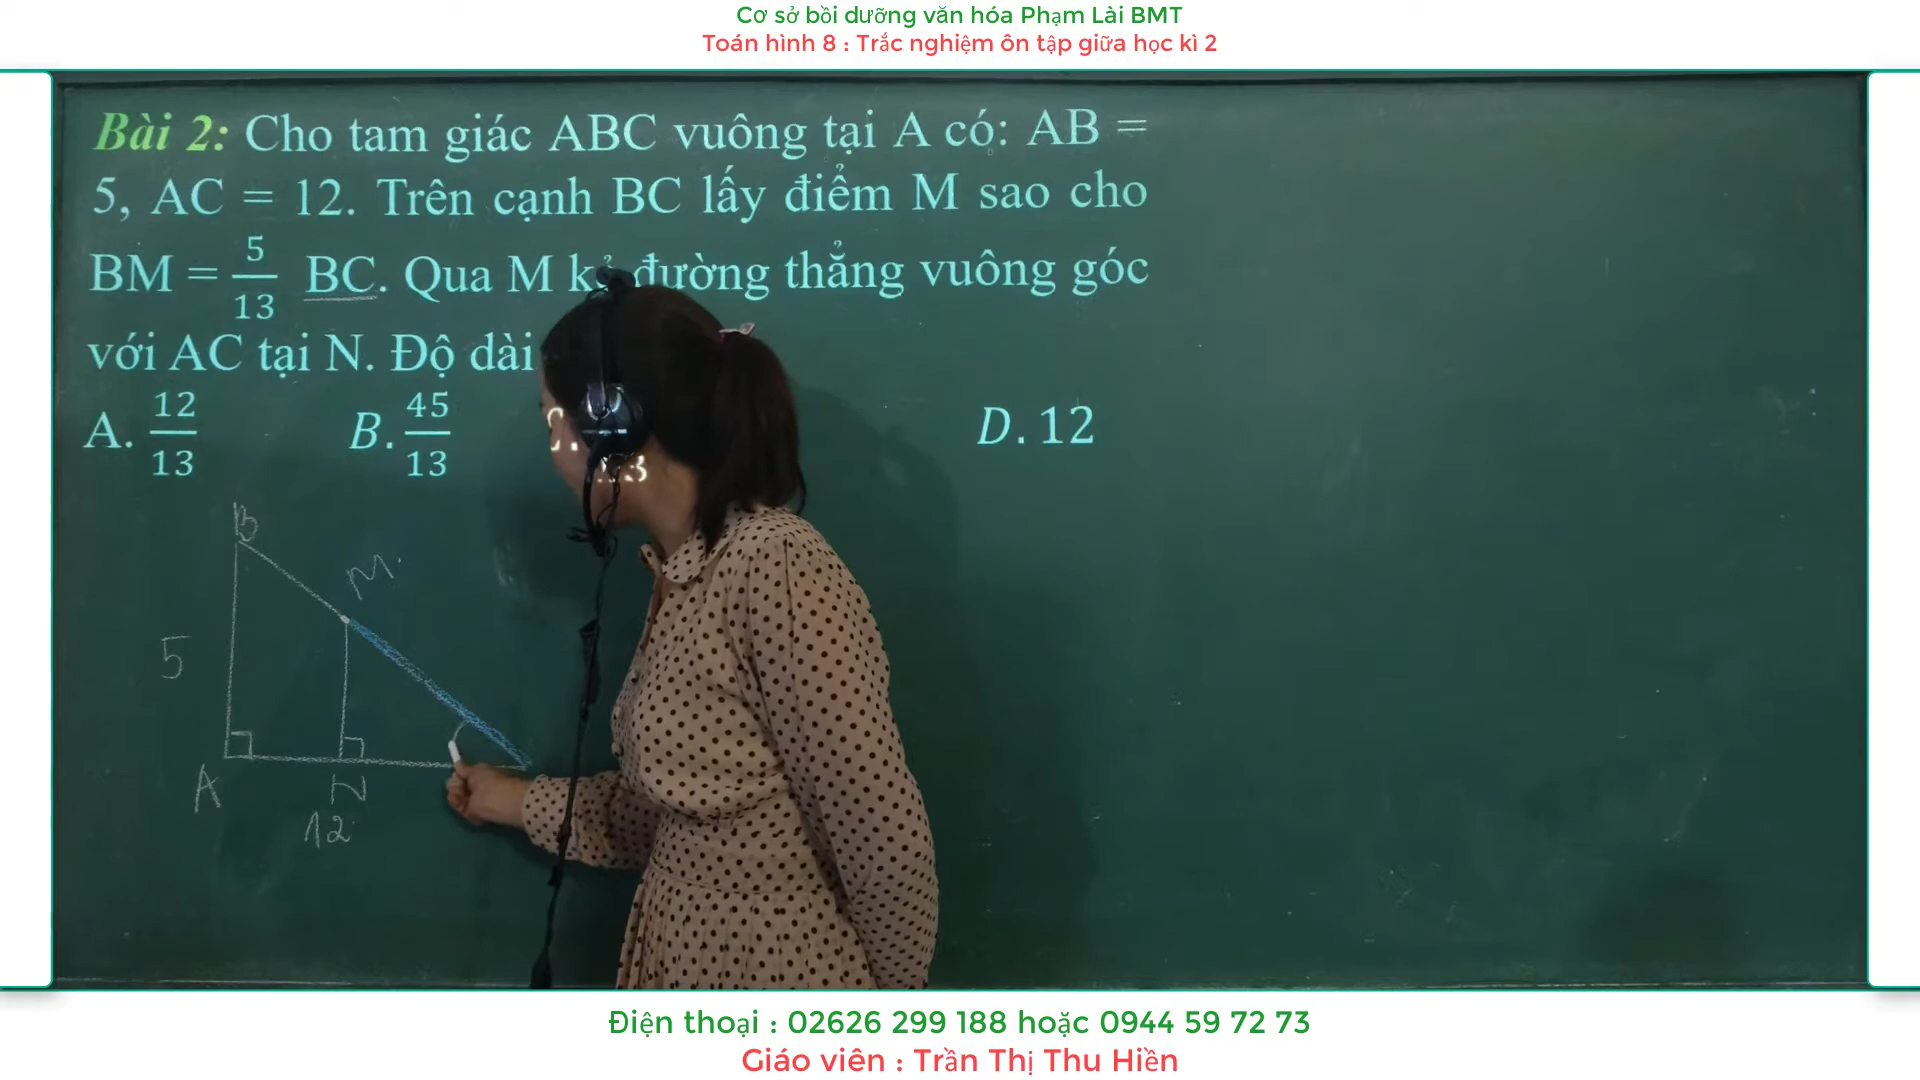 Cơ sở bồi dưỡng văn hóa Phạm Lài BMT
Toán hình 8 : Trắc nghiệm ôn tập giữa học kì 2
Bài 2: Cho tam giác ABC vuông tại A có: AB =
5, AC = 12. Trên cạnh BC lấy điểm M sao cho
BM = 5/13 BC. Qua M kẻ đường thẳng vuông góc
với AC tại N. Độ dài
A. 12/13 B. 45/13 C. D. 12
B
M
5
A
N
12
Điện thoại : 02626 299 188 hoặc 0944 59 72 73
Giáo viên : Trần Thị Thu Hiền